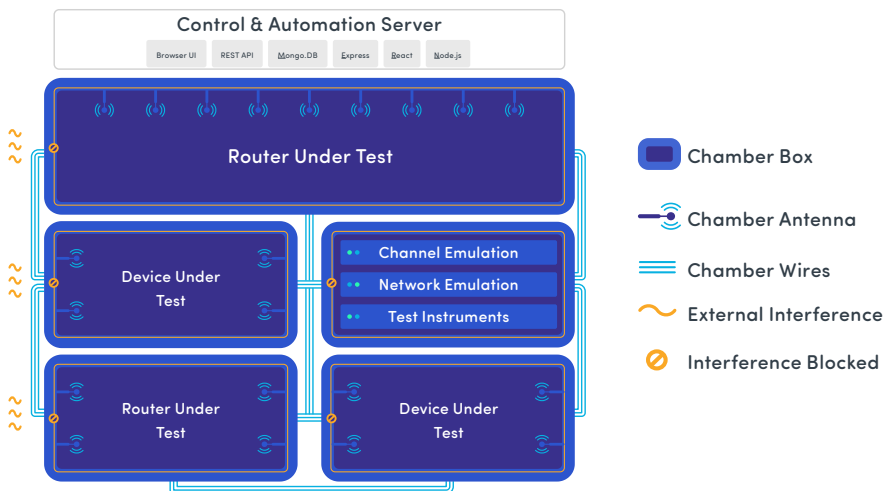 Control & Automation Server
Browser UI
REST API
Mongo.DB
Express
React
Node.js
Router Under Test
Device Under
Test
Channel Emulation
Network Emulation
Test Instruments
Router Under
Test
Device Under
Test
Chamber Box
Chamber Antenna
Chamber Wires
External Interference
Interference Blocked